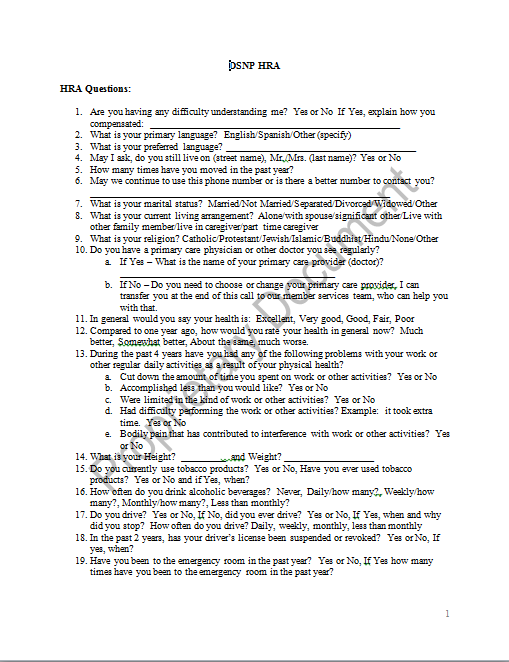 DSNP HRA
HRA Questions:
1. Are you having any difficulty understanding me? Yes or No If Yes, explain how you
compensated: ____________________
2. What is your primary language? English/Spanish/Other (specify)
3. What is your preferred language? ____________________
4. May I ask, do you still live on (street name), Mr../Mrs. (last name)? Yes or No
5. How many times have you moved in the past year?
6. May we continue to use this phone number or is there a better number to contact you?
____________________
7. What is your marital status? Married/Not Married/Separated/Divorced/Widowed/Other
8. What is your current living arrangement? Alone/with spouse/significant other/Live with
other family member/live in caregiver/part time caregiver
9. What is your religion? Catholic/Protestant/Jewish/Islamic/Buddhist/Hindu/None/Other
10. Do you have a primary care physician or other doctor you see regularly?
a. If Yes – What is the name of your primary care provider (doctor)?
____________________
b. If No – Do you need to choose or change your primary care provider, I can
transfer you at the end of this call to our member services team, who can help you
with that.
11. In general would you say your health is: Excellent, Very good, Good, Fair, Poor
12. Compared to one year ago, how would you rate your health in general now? Much
better, Somewhat better, About the same, much worse.
13. During the past 4 years have you had any of the following problems with your work or
other regular daily activities as a result of your physical health?
a. Cut down the amount of time you spent on work or other activities? Yes or No
b. Accomplished less than you would like? Yes or No
c. Were limited in the kind of work or other activities? Yes or No
d. Had difficulty performing the work or other activities? Example: it took extra
time. Yes or No
e. Bodily pain that has contributed to interference with work or other activities? Yes
or No
14. What is your Height? __________ and Weight? __________________
15. Do you currently use tobacco products? Yes or No, Have you ever used tobacco
products? Yes or No and if Yes, when?
16. How often do you drink alcoholic beverages? Never, Daily/how many?, Weekly/how
many?, Monthly/how many?, Less than monthly?
17. Do you drive? Yes or No, If No, did you ever drive? Yes or No, If Yes, when and why
did you stop? How often do you drive? Daily, weekly, monthly, less than monthly
18. In the past 2 years, has your driver's license been suspended or revoked? Yes or No, If
yes, when?
19. Have you been to the emergency room in the past year? Yes or No, If Yes how many
times have you been to the emergency room in the past year?
Proprietary Document
1